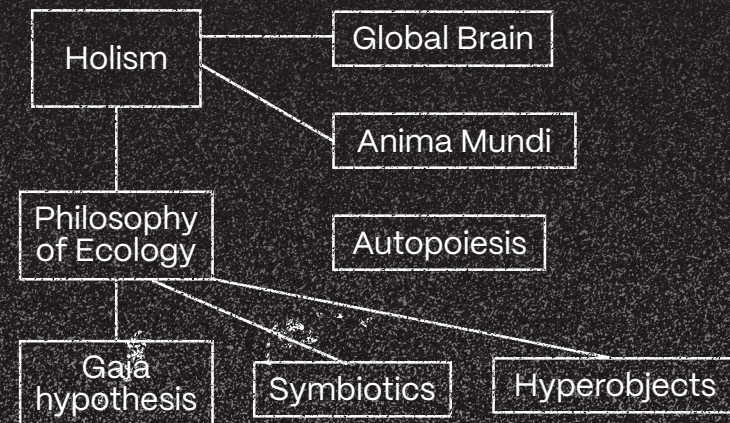 Holism
Global Brain
Anima Mundi
Philosophy
of Ecology
Autopoiesis
Gaia
hypothesis
Symbiotics
Hyperobjects